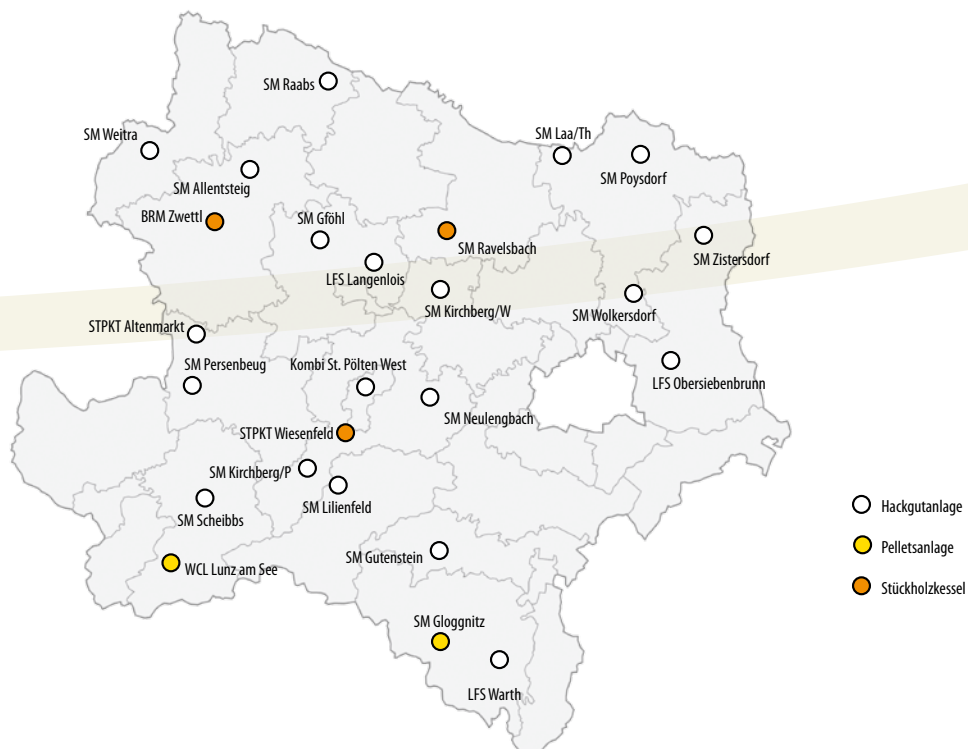 SM Raabs
SM Weitra
SM Laa/Th
SM Poysdorf
SM Allentsteig
BRM Zwettl
SM Gföhl
SM Ravelsbach
SM Zistersdorf
LFS Langenlois
SM Kirchberg/W
SM Wolkersdorf
STPKT Altenmarkt
SM Persenbeug
Kombi St. Pölten West
LFS Obersiebenbrunn
SM Neulengbach
STPKT Wiesenfeld
SM Kirchberg/P
SM Lilienfeld
SM Scheibbs
WCL Lunz am See
SM Gutenstein
SM Gloggnitz
LFS Warth
Hackgutanlage
Pelletsanlage
Stückholzkessel